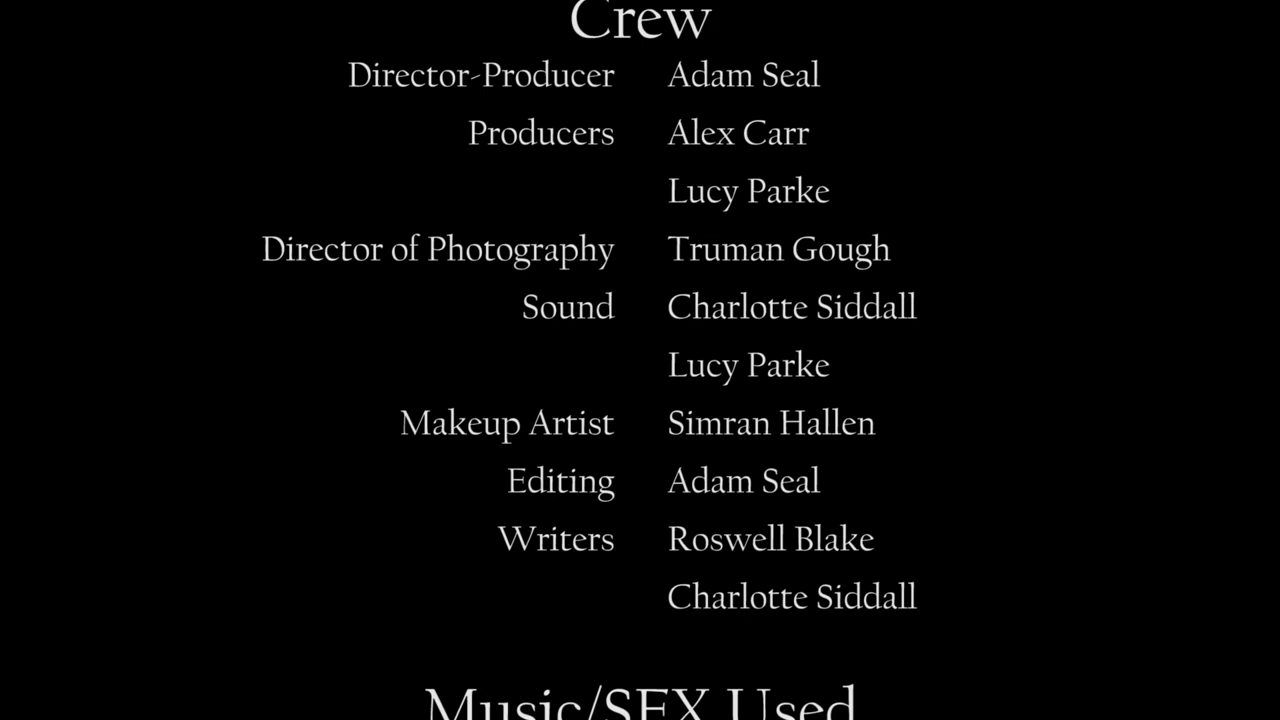 Crew
Director-Producer Adam Seal
Producers Alex Carr
Lucy Parke
Director of Photography Truman Gough
Sound Charlotte Siddall
Lucy Parke
Makeup Artist Simran Hallen
Editing Adam Seal
Writers Roswell Blake
Charlotte Siddall
Music/SFX Used